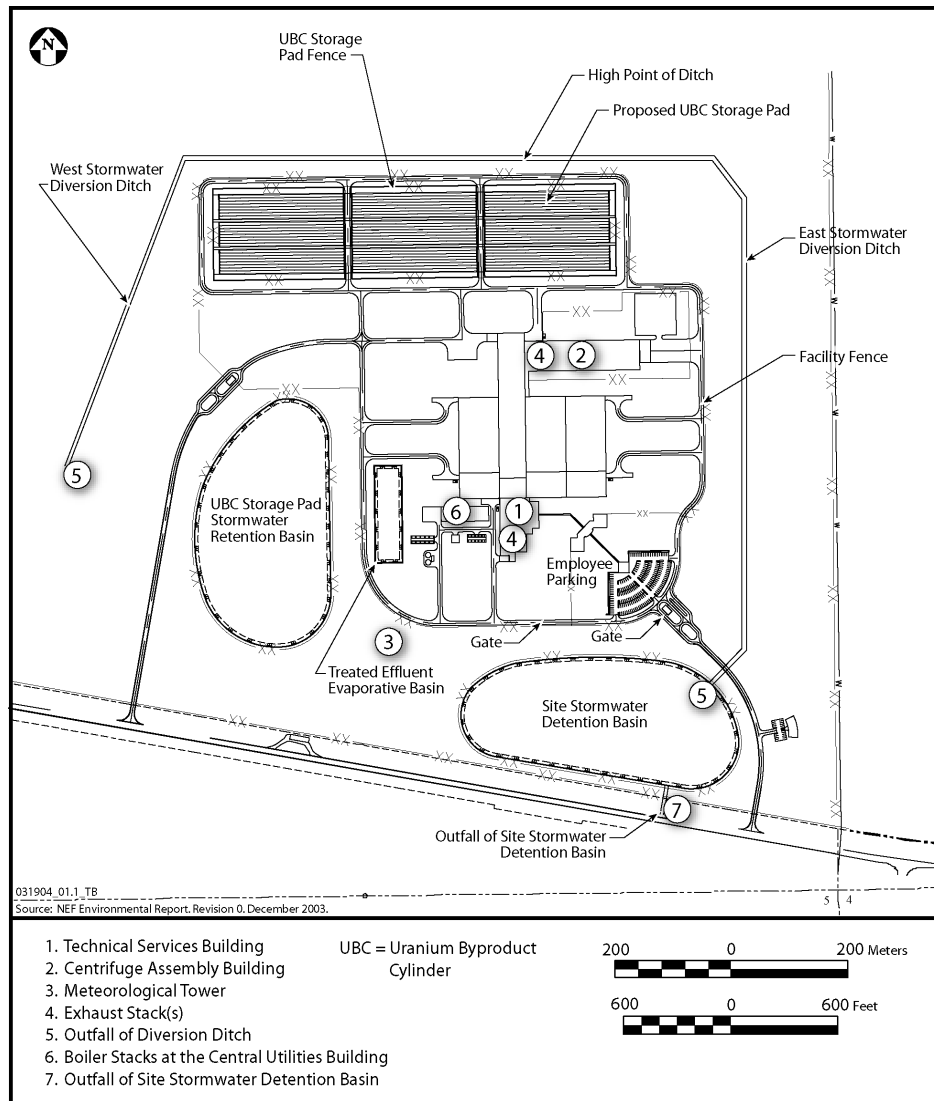 N
UBC Storage
Pad Fence
High Point of Ditch
Proposed UBC Storage Pad
West Stormwater
Diversion Ditch
East Stormwater
Diversion Ditch
4
2
Facility Fence
5
UBC Storage Pad
Stormwater
Retention Basin
6
1
4
Employee
Parking
3
Gate
Gate
Treated Effluent
Evaporative Basin
5
Site Stormwater
Detention Basin
7
Outfall of Site Stormwater
Detention Basin
031904_01.1_TB
5 4
Source: NEF Environmental Report. Revision 0. December 2003.
1. Technical Services Building
2. Centrifuge Assembly Building
3. Meteorological Tower
4. Exhaust Stack(s)
5. Outfall of Diversion Ditch
6. Boiler Stacks at the Central Utilities Building
7. Outfall of Site Stormwater Detention Basin
UBC = Uranium Byproduct
Cylinder
200 0 200 Meters
600 0 600 Feet